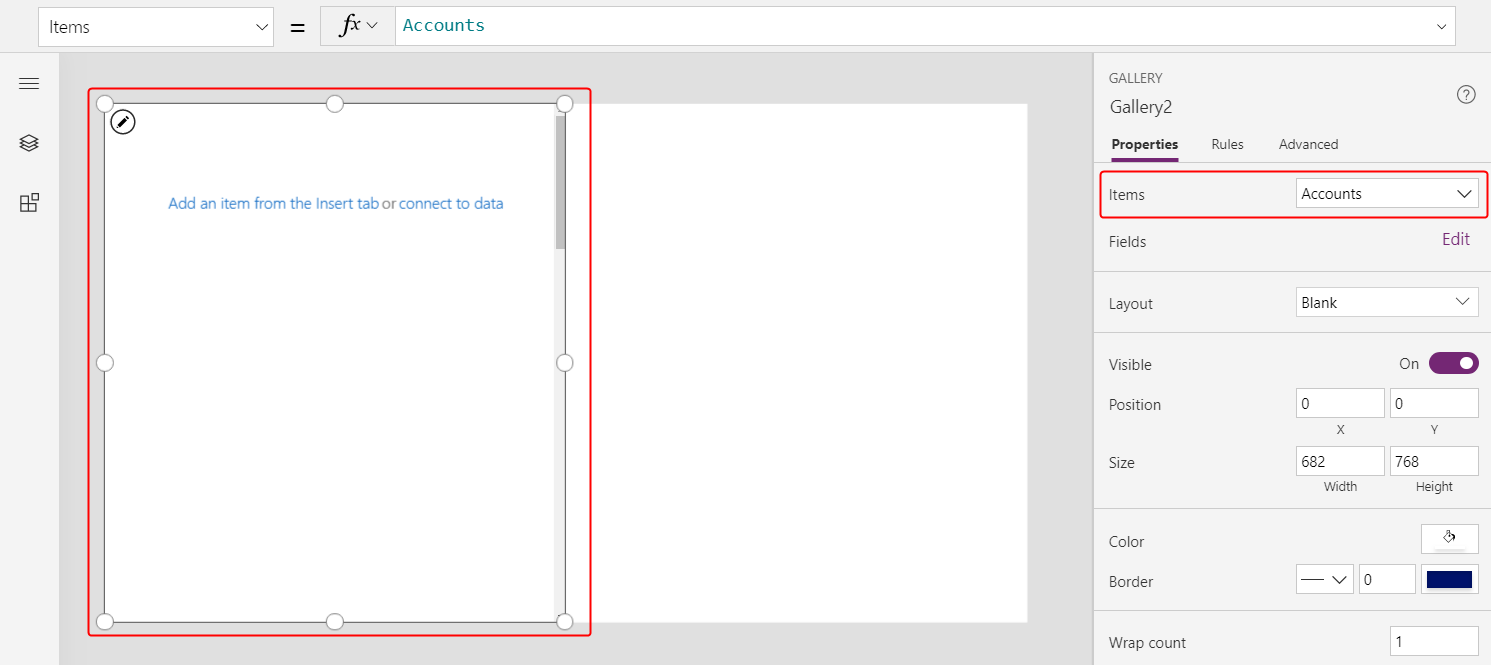 Items = fx Accounts
Add an item from the Insert tab or connect to data
GALLERY
Gallery2
?
Properties Rules Advanced
Items Accounts
Fields Edit
Layout Blank
Visible On
Position 0 0
X Y
Size 682 768
Width Height
Color
Border 0
Wrap count 1